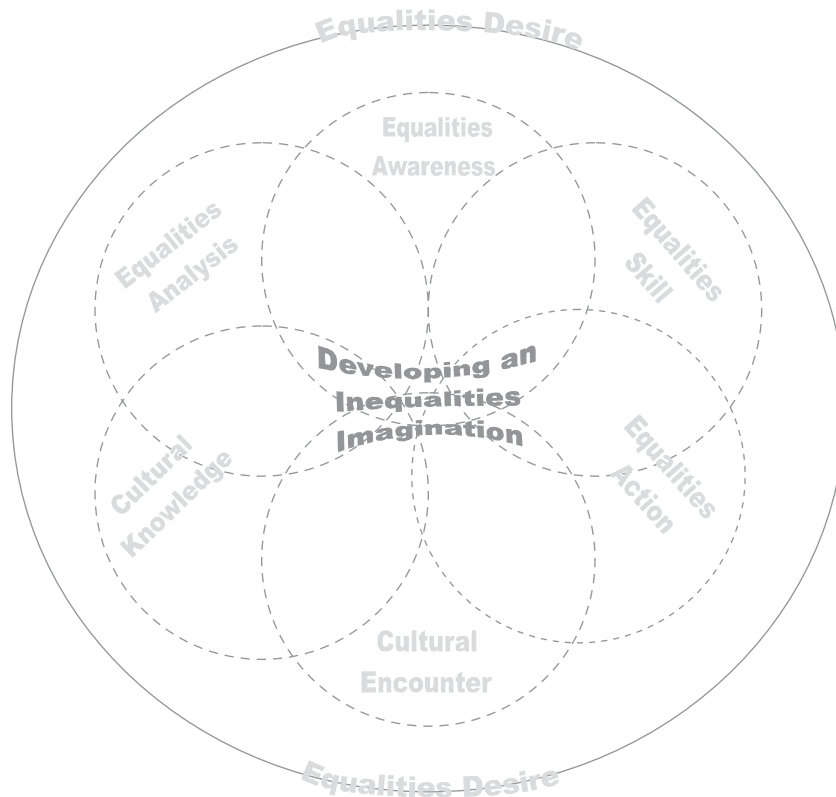 Equalities Desire
Equalities
Awareness
Equalities
Analysis
Equalities
Skill
Developing an
Inequalities
Imagination
Cultural
Knowledge
Equalities
Action
Cultural
Encounter
Equalities Desire